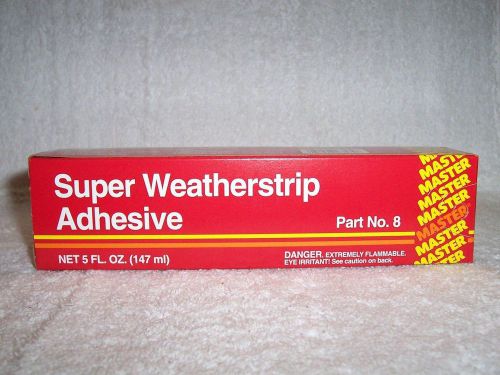 Super Weatherstrip
Adhesive
Part No. 8
NET 5 FL. OZ. (147 ml)
DANGER. EXTREMELY FLAMMABLE.
EYE IRRITANT! See caution on back.
MASTER
MASTER
MASTER
MASTER
MASTER
MASTER
MASTER